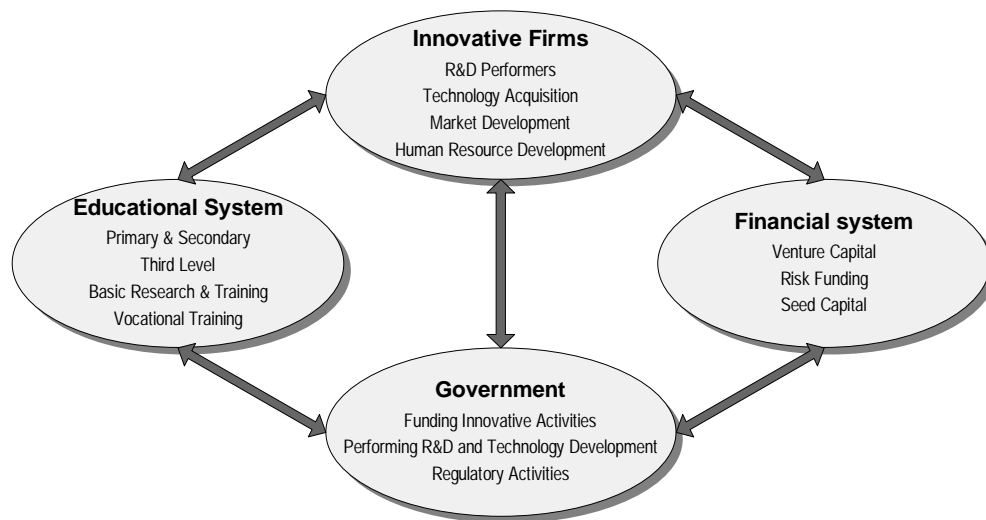 Innovative Firms
R&D Performers
Technology Acquisition
Market Development
Human Resource Development
Educational System
Primary & Secondary
Third Level
Basic Research & Training
Vocational Training
Financial system
Venture Capital
Risk Funding
Seed Capital
Government
Funding Innovative Activities
Performing R&D and Technology Development
Regulatory Activities